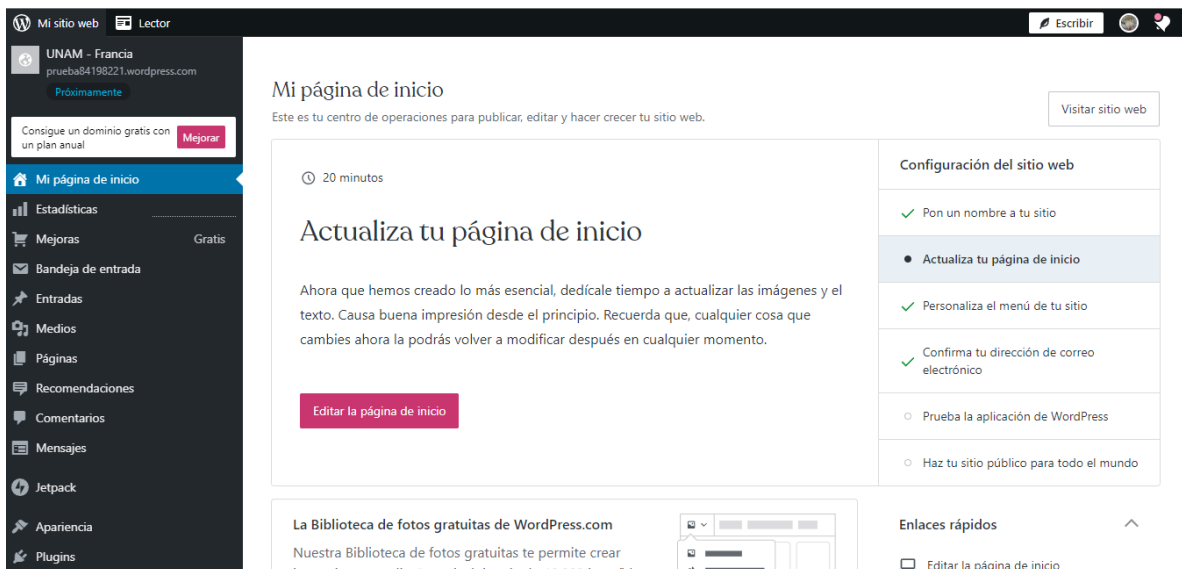 Mi sitio web
Lector
Escribir
UNAM - Francia
prueba84198221.wordpress.com
Próximamente
Consigue un dominio gratis con
un plan anual
Mejorar
Mi página de inicio
Estadísticas
Mejoras Gratis
Bandeja de entrada
Entradas
Medios
Páginas
Recomendaciones
Comentarios
Mensajes
Jetpack
Apariencia
Plugins
Mi página de inicio
Este es tu centro de operaciones para publicar, editar y hacer crecer tu sitio web.
Visitar sitio web
20 minutos
Actualiza tu página de inicio
Ahora que hemos creado lo más esencial, dedícale tiempo a actualizar las imágenes y el
texto. Causa buena impresión desde el principio. Recuerda que, cualquier cosa que
cambies ahora la podrás volver a modificar después en cualquier momento.
Editar la página de inicio
Configuración del sitio web
Pon un nombre a tu sitio
Actualiza tu página de inicio
Personaliza el menú de tu sitio
Confirma tu dirección de correo
electrónico
Prueba la aplicación de WordPress
Haz tu sitio público para todo el mundo
La Biblioteca de fotos gratuitas de WordPress.com
Nuestra Biblioteca de fotos gratuitas te permite crear
Enlaces rápidos
Editar la página de inicio